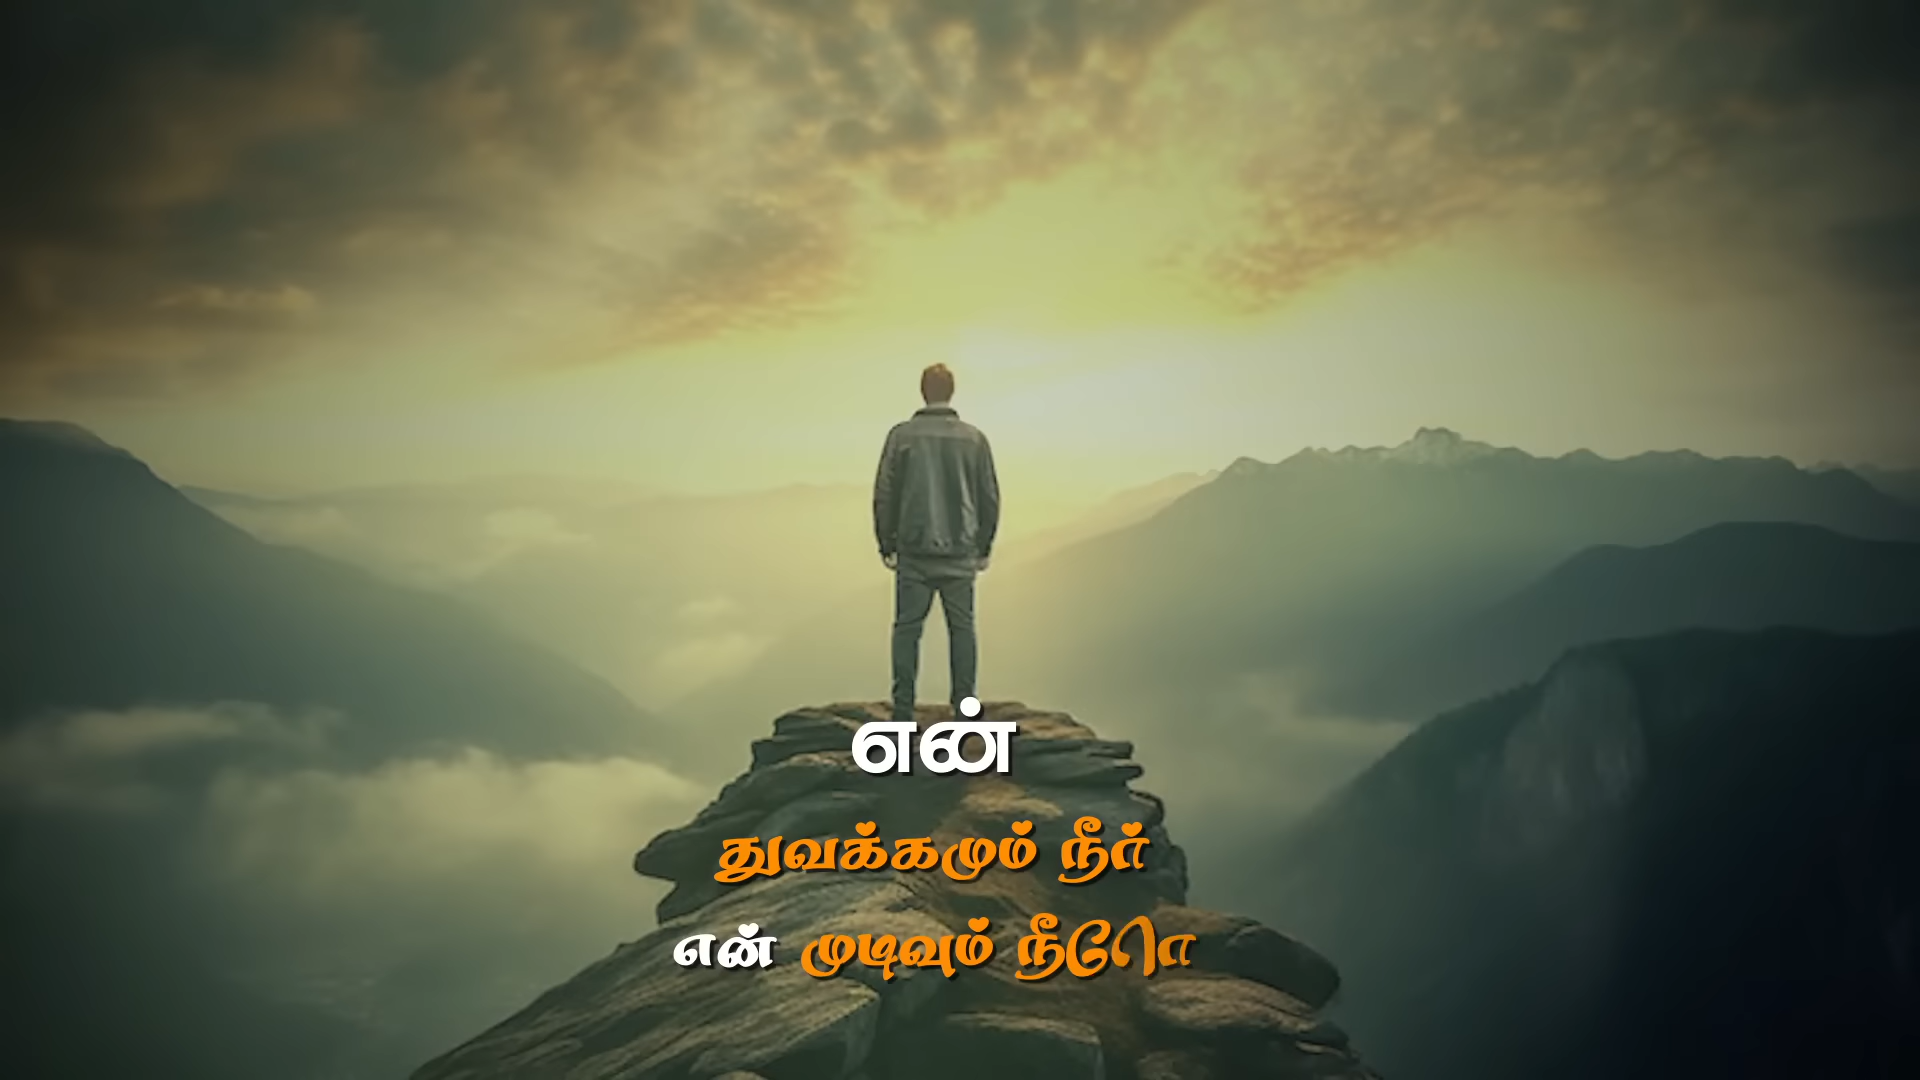 என்
துவக்கமும் நீர்
என் முடிவும் நீரோ